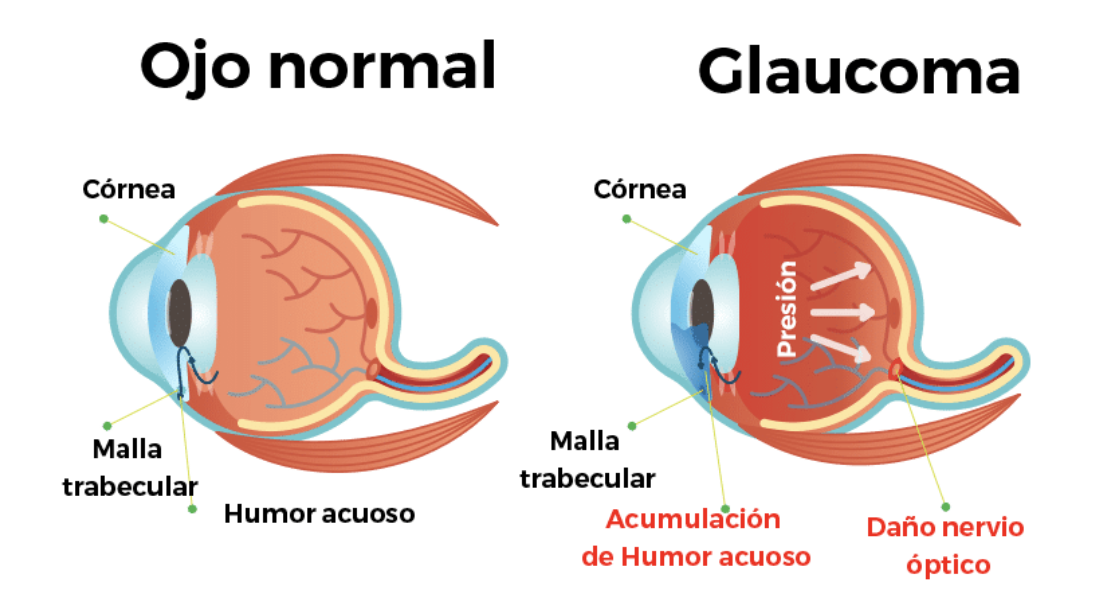 Ojo normal
Glaucoma
Córnea
Malla
trabecular
Humor acuoso
Córnea
Presión
Malla
trabecular
Acumulación
de Humor acuoso
Daño nervio
óptico